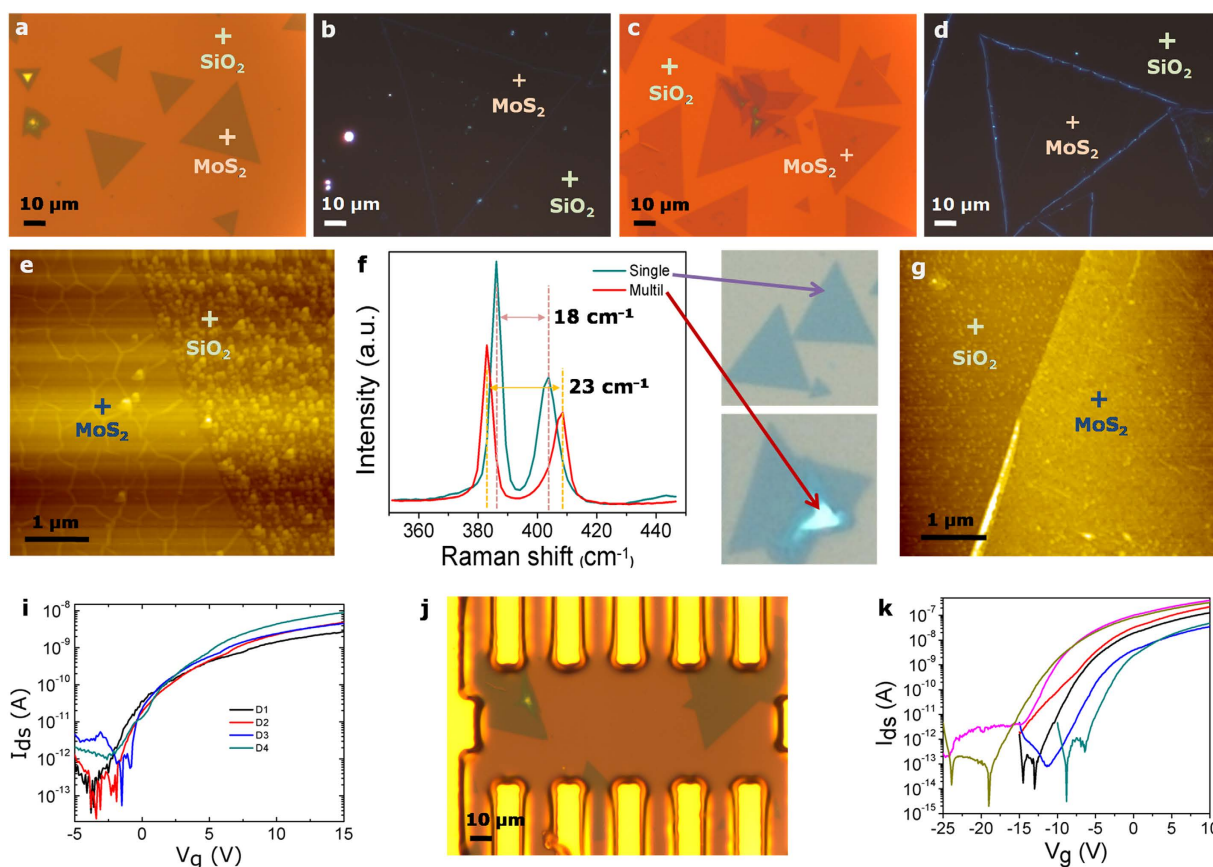 a
SiO₂
MoS₂
10 µm
b
MoS₂
SiO₂
10 µm
c
SiO₂
MoS₂
10 µm
d
SiO₂
MoS₂
10 µm
e
SiO₂
MoS₂
1 µm
f
Single
Multil
18 cm⁻¹
23 cm⁻¹
Intensity (a.u.)
360 380 400 420 440
Raman shift (cm⁻¹)
g
SiO₂
MoS₂
1 µm
i
10⁻⁸
10⁻⁹
10⁻¹⁰
10⁻¹¹
10⁻¹²
10⁻¹³
Ids (A)
D1
D2
D3
D4
-5 0 5 10 15
Vg (V)
j
10 µm
k
10⁻⁷
10⁻⁸
10⁻⁹
10⁻¹⁰
10⁻¹¹
10⁻¹²
10⁻¹³
10⁻¹⁴
10⁻¹⁵
Ids (A)
-25 -20 -15 -10 -5 0 5 10
Vg (V)